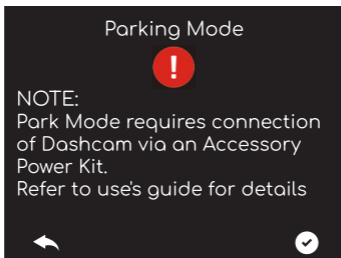 Parking Mode
!
NOTE:
Park Mode requires connection
of Dashcam via an Accessory
Power Kit.
Refer to use's guide for details